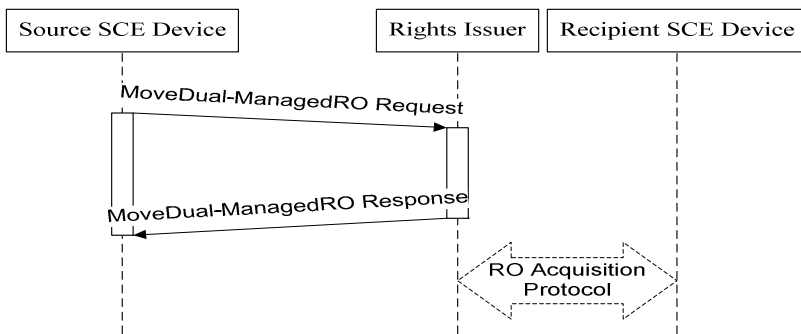 Source SCE Device
Rights Issuer
Recipient SCE Device
MoveDual-ManagedRO Request
MoveDual-ManagedRO Response
RO Acquisition
Protocol